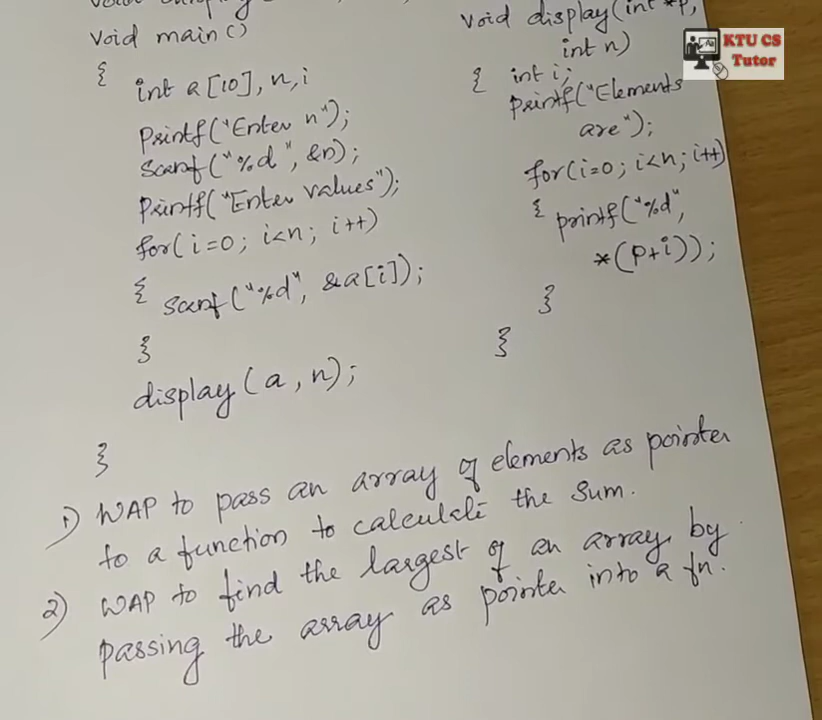 void main()
{ int a[10], n, i
printf("Enter n");
scanf("%d", &n);
printf("Enter values");
for(i=0; i<n; i++)
{ scanf("%d", &a[i]);
}
display(a, n);
}
void display(int *p,
int n)
{ int i;
printf("Elements
are");
for(i=0; i<n; i++)
{ printf("%d",
*(p+i));
}
}
1) WAP to pass an array of elements as pointer
to a function to calculate the sum.
2) WAP to find the largest of an array by
passing the array as pointer into a fn.
KTU CS
Tutor